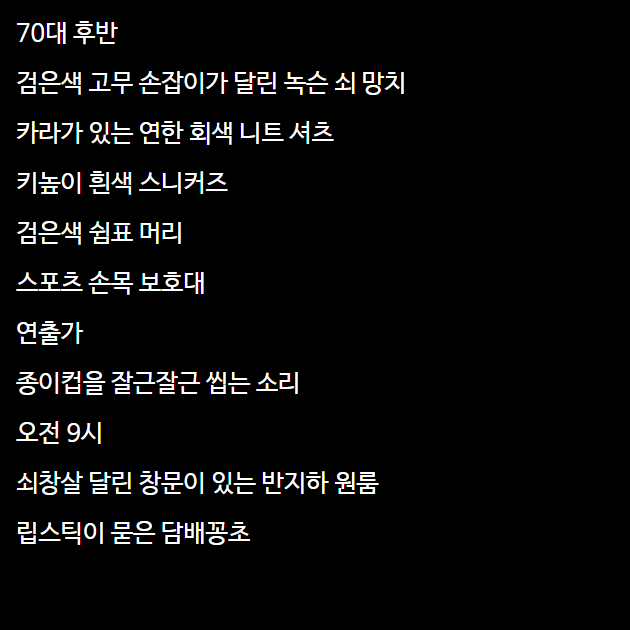 70대 후반
검은색 고무 손잡이가 달린 녹슨 쇠 망치
카라가 있는 연한 회색 니트 셔츠
키높이 흰색 스니커즈
검은색 쉼표 머리
스포츠 손목 보호대
연출가
종이컵을 잘근잘근 씹는 소리
오전 9시
쇠창살 달린 창문이 있는 반지하 원룸
립스틱이 묻은 담배꽁초